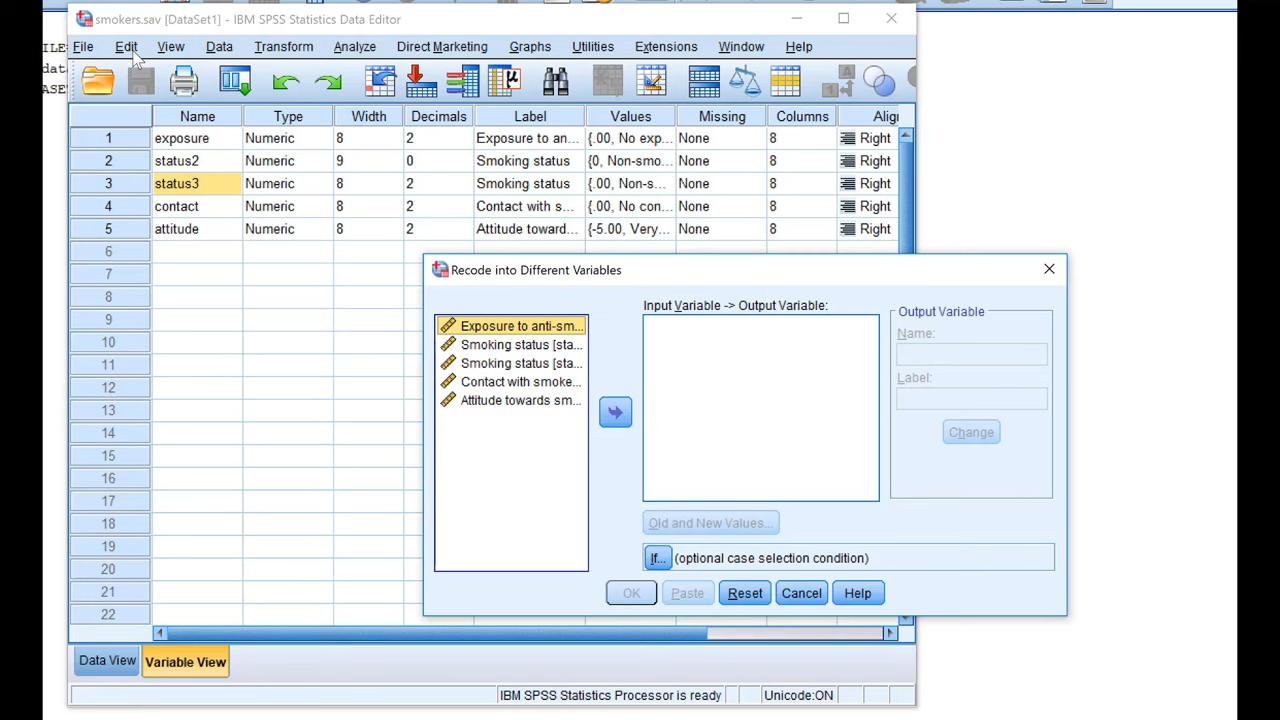 smokers.sav [DataSet1] - IBM SPSS Statistics Data Editor
File Edit View Data Transform Analyze Direct Marketing Graphs Utilities Extensions Window Help
ILE=
dat
ASE
Name Type Width Decimals Label Values Missing Columns Align
1 exposure Numeric 8 2 Exposure to an... {.00, No exp... None 8 Right
2 status2 Numeric 9 0 Smoking status {0, Non-smo... None 8 Right
3 status3 Numeric 8 2 Smoking status {.00, Non-s... None 8 Right
4 contact Numeric 8 2 Contact with s... {.00, No con... None 8 Right
5 attitude Numeric 8 2 Attitude toward... {-5.00, Very... None 8 Right
6
7
8
9
10
11
12
13
14
15
16
17
18
19
20
21
22
Recode into Different Variables
Input Variable -> Output Variable:
Exposure to anti-sm...
Smoking status [sta...
Smoking status [sta...
Contact with smoke...
Attitude towards sm...
Output Variable
Name:
Label:
Change
Old and New Values...
If... (optional case selection condition)
OK Paste Reset Cancel Help
Data View Variable View
IBM SPSS Statistics Processor is ready Unicode:ON